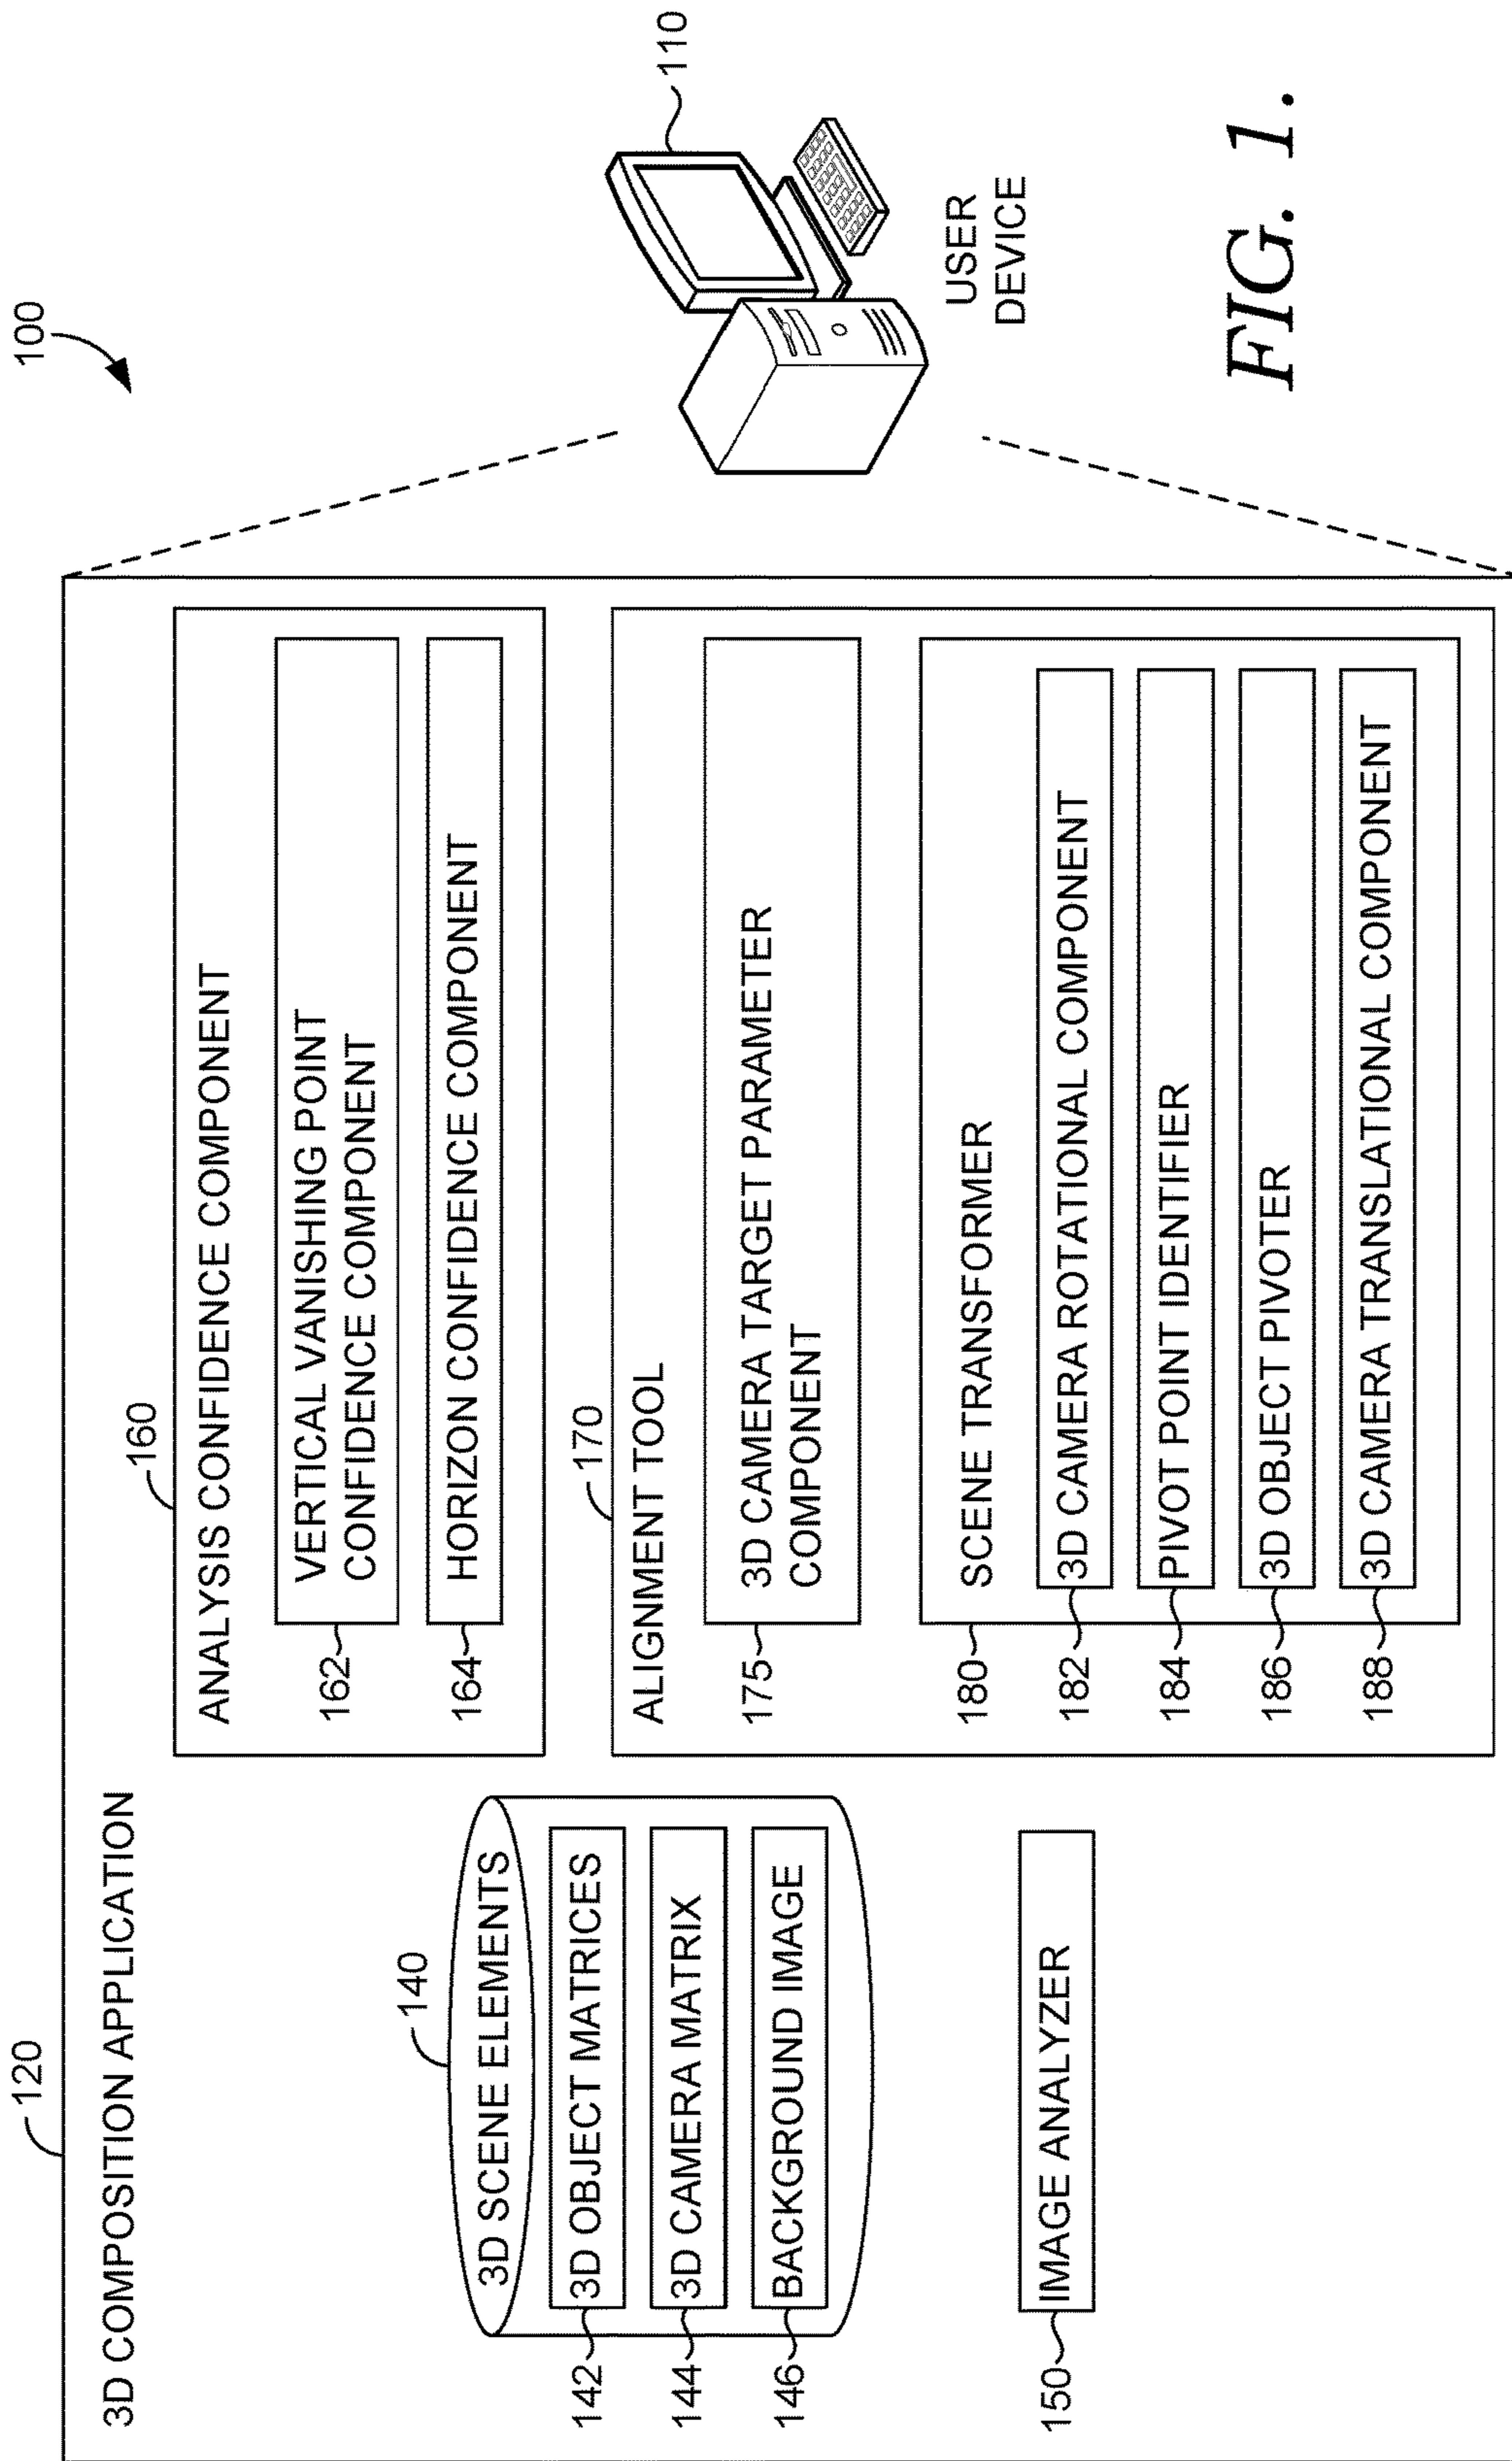 100
120
3D COMPOSITION APPLICATION
140
3D SCENE ELEMENTS
142
3D OBJECT MATRICES
144
3D CAMERA MATRIX
146
BACKGROUND IMAGE
150
IMAGE ANALYZER
160
ANALYSIS CONFIDENCE COMPONENT
162
VERTICAL VANISHING POINT
CONFIDENCE COMPONENT
164
HORIZON CONFIDENCE COMPONENT
170
ALIGNMENT TOOL
175
3D CAMERA TARGET PARAMETER
COMPONENT
180
SCENE TRANSFORMER
182
3D CAMERA ROTATIONAL COMPONENT
184
PIVOT POINT IDENTIFIER
186
3D OBJECT PIVOTER
188
3D CAMERA TRANSLATIONAL COMPONENT
110
USER
DEVICE
FIG. 1.